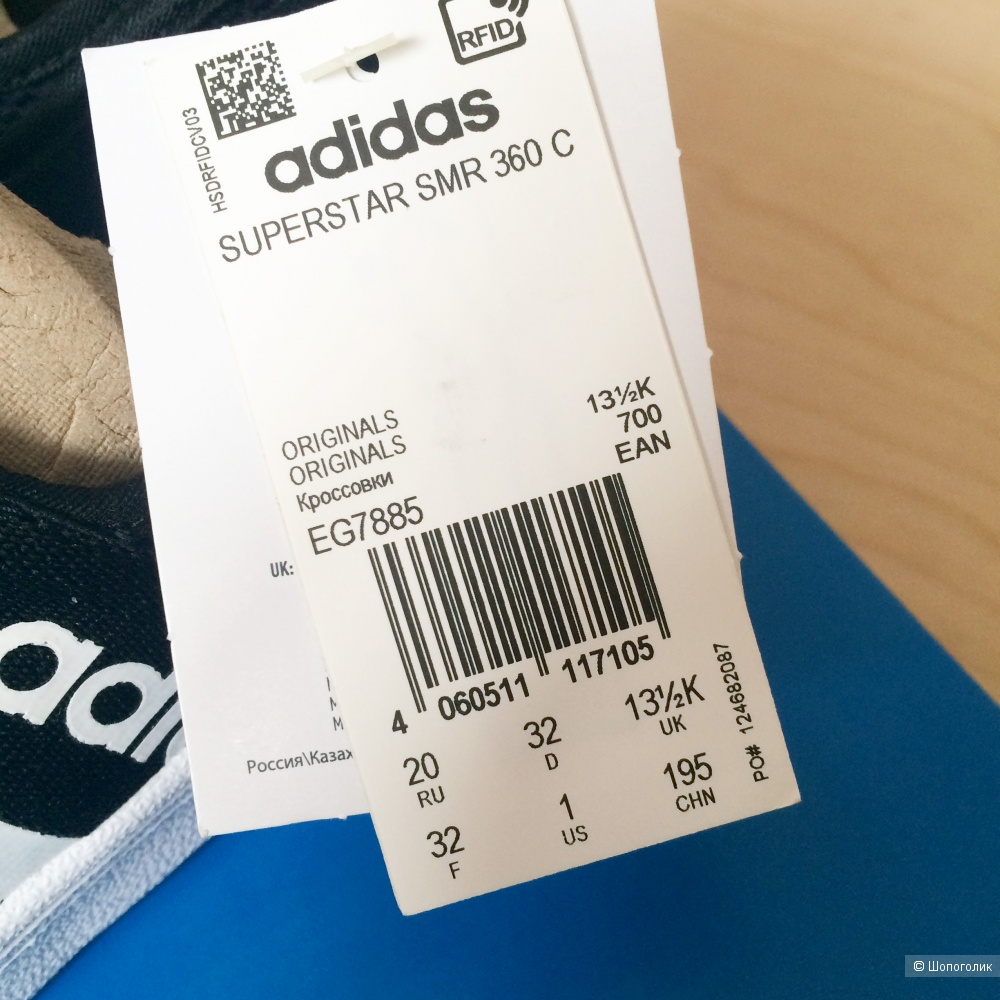 RFID
HSDRFIDCV03
adidas
SUPERSTAR SMR 360 C
ORIGINALS
ORIGINALS
Кроссовки
EG7885
13½K
700
EAN
4 060511 117105
20
RU
32
D
13½K
UK
32
F
1
US
195
CHN
PO# 124682087
UK:
Россия\Казах
adi
© Шопоголик